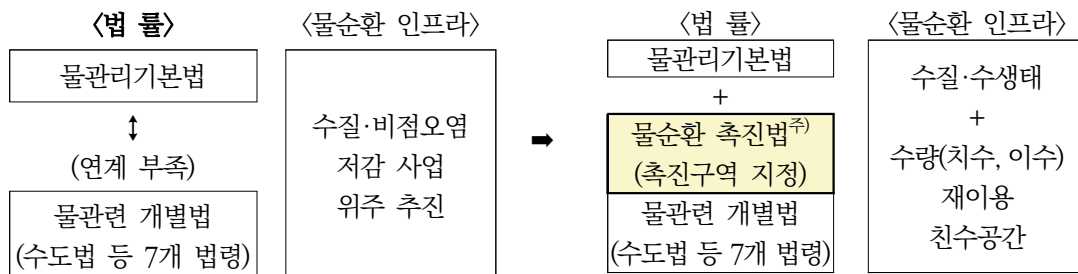 〈법 률〉
물관리기본법
↕
(연계 부족)
물관련 개별법
(수도법 등 7개 법령)
〈물순환 인프라〉
수질·비점오염
저감 사업
위주 추진
➡
〈법 률〉
물관리기본법
+
물순환 촉진법주)
(촉진구역 지정)
물관련 개별법
(수도법 등 7개 법령)
〈물순환 인프라〉
수질·수생태
+
수량(치수, 이수)
재이용
친수공간